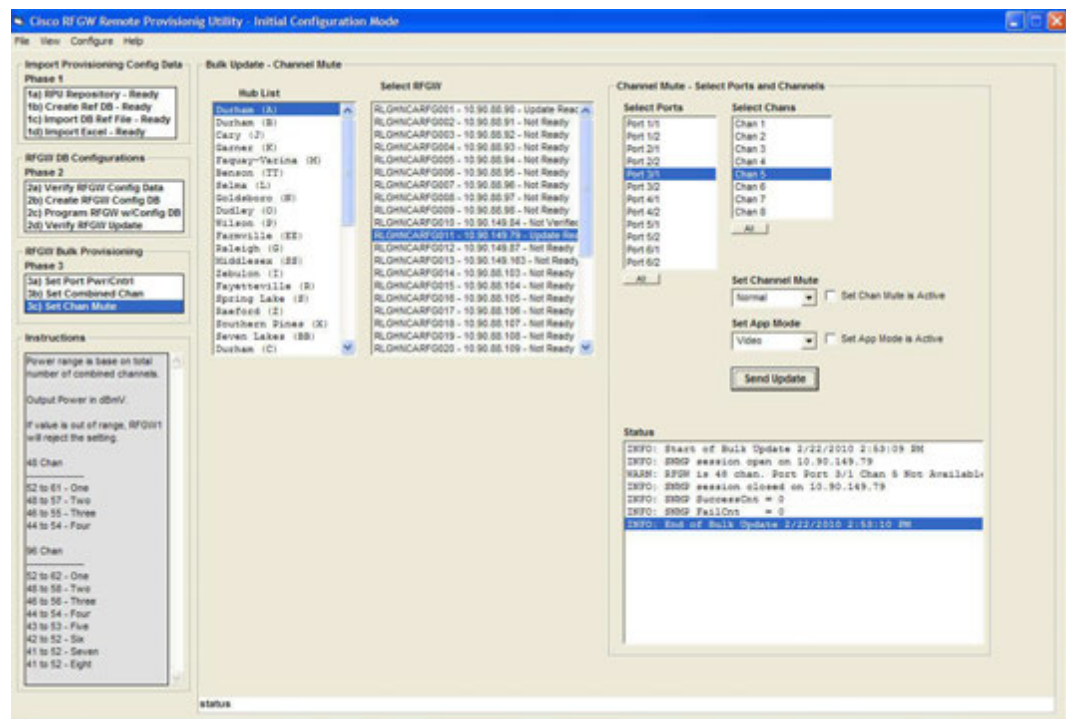 Cisco RFGW Remote Provisionig Utility - Initial Configuration Mode
File View Configure Help
Import Provisioning Config Data
Phase 1
1a) RPU Repository - Ready
1b) Create Ref DB - Ready
1c) Import DB Ref File - Ready
1d) Import Excel - Ready
RFGW DB Configurations
Phase 2
2a) Verify RFGW Config Data
2b) Create RFGW Config DB
2c) Program RFGW w/Config DB
2d) Verify RFGW Update
RFGW Bulk Provisioning
Phase 3
3a) Set Port Pwr/Cntrl
3b) Set Combined Chan
3c) Set Chan Mute
Instructions
Power range is base on total
number of combined channels.
Output Power in dBmV.
If value is out of range, RFGW1
will reject the setting.
48 Chan
52 to 61 - One
48 to 57 - Two
46 to 55 - Three
44 to 54 - Four
96 Chan
52 to 62 - One
48 to 58 - Two
46 to 56 - Three
44 to 54 - Four
43 to 53 - Five
42 to 52 - Six
41 to 52 - Seven
41 to 52 - Eight
Bulk Update - Channel Mute
Hub List
Durham (A)
Durham (B)
Cary (J)
Garner (K)
Fuquay-Varina (M)
Benson (TT)
Selma (L)
Goldsboro (N)
Dudley (O)
Wilson (P)
Farmville (EE)
Raleigh (G)
Middlesex (SS)
Zebulon (I)
Fayetteville (R)
Spring Lake (S)
Raeford (Z)
Southern Pines (X)
Seven Lakes (BB)
Durham (C)
Select RFGW
RLGHNCARFG001 - 10.90.88.90 - Update Reac
RLGHNCARFG002 - 10.90.88.91 - Not Ready
RLGHNCARFG003 - 10.90.88.92 - Not Ready
RLGHNCARFG004 - 10.90.88.93 - Not Ready
RLGHNCARFG005 - 10.90.88.94 - Not Ready
RLGHNCARFG006 - 10.90.88.95 - Not Ready
RLGHNCARFG007 - 10.90.88.96 - Not Ready
RLGHNCARFG008 - 10.90.88.97 - Not Ready
RLGHNCARFG009 - 10.90.88.98 - Not Ready
RLGHNCARFG010 - 10.90.149.84 - Not Verified
RLGHNCARFG011 - 10.90.149.79 - Update Rea
RLGHNCARFG012 - 10.90.149.87 - Not Ready
RLGHNCARFG013 - 10.90.149.163 - Not Ready
RLGHNCARFG014 - 10.90.88.103 - Not Ready
RLGHNCARFG015 - 10.90.88.104 - Not Ready
RLGHNCARFG016 - 10.90.88.105 - Not Ready
RLGHNCARFG017 - 10.90.88.106 - Not Ready
RLGHNCARFG018 - 10.90.88.107 - Not Ready
RLGHNCARFG019 - 10.90.88.108 - Not Ready
RLGHNCARFG020 - 10.90.88.109 - Not Ready
Channel Mute - Select Ports and Channels
Select Ports
Port 1/1
Port 1/2
Port 2/1
Port 2/2
Port 3/1
Port 3/2
Port 4/1
Port 4/2
Port 5/1
Port 5/2
Port 6/1
Port 6/2
All
Select Chans
Chan 1
Chan 2
Chan 3
Chan 4
Chan 5
Chan 6
Chan 7
Chan 8
All
Set Channel Mute
Normal
Set Chan Mute is Active
Set App Mode
Video
Set App Mode is Active
Send Update
Status
INFO: Start of Bulk Update 2/22/2010 2:53:09 PM
INFO: SNMP session open on 10.90.149.79
WARN: RFGW is 48 chan. Port Port 3/1 Chan 5 Not Available
INFO: SNMP session closed on 10.90.149.79
INFO: SNMP SuccessCnt = 0
INFO: SNMP FailCnt = 0
INFO: End of Bulk Update 2/22/2010 2:53:10 PM
status